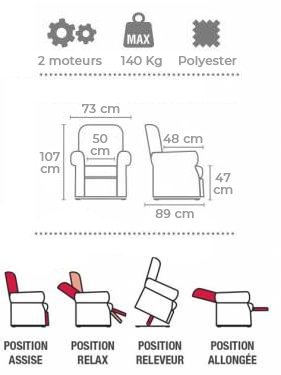 MAX
2 moteurs 140 Kg Polyester
73 cm
50
cm
48 cm
107
cm
47
cm
89 cm
POSITION
ASSISE
POSITION
RELAX
POSITION
RELEVEUR
POSITION
ALLONGÉE